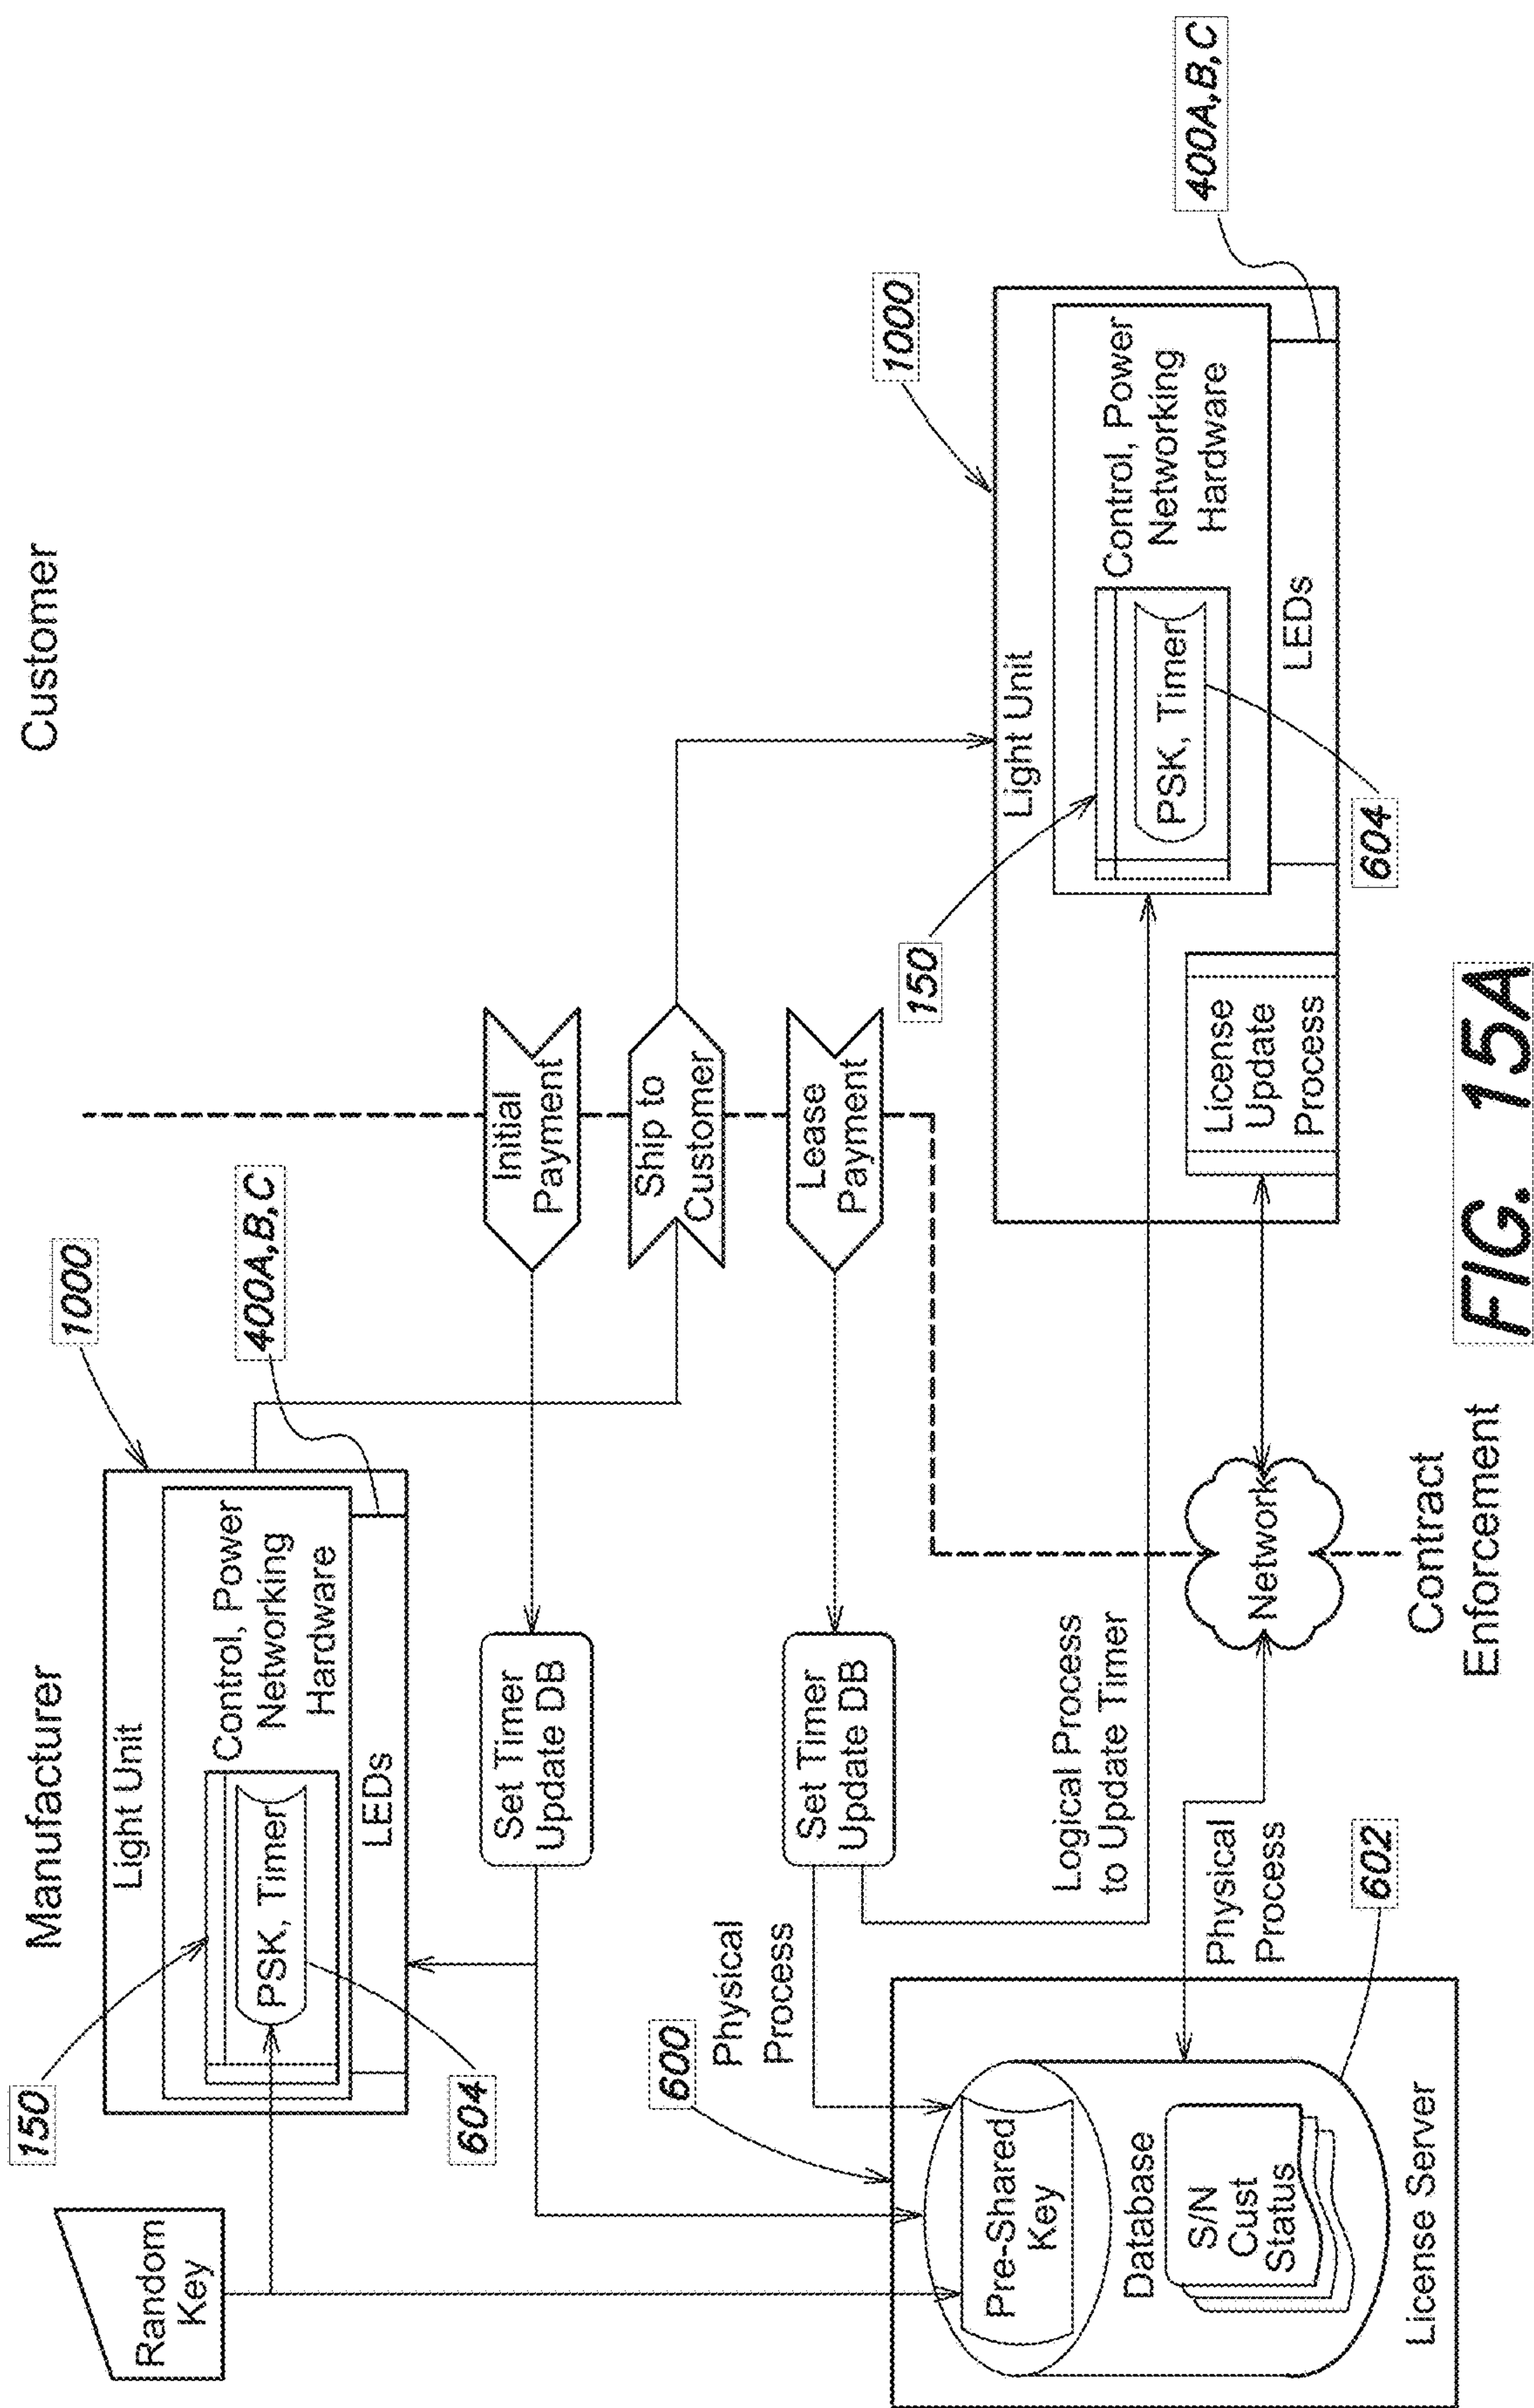 Manufacturer
Customer
Random
Key
150
604
Light Unit
PSK, Timer
Control, Power
Networking
Hardware
LEDs
1000
400A,B,C
Set Timer
Update DB
Initial
Payment
Ship to
Customer
Set Timer
Update DB
Lease
Payment
600
Physical
Process
Pre-Shared
Key
Database
S/N
Cust
Status
License Server
602
Logical Process
to Update Timer
Physical
Process
Network
Contract
Enforcement
Light Unit
150
1000
PSK, Timer
Control, Power
Networking
Hardware
License
Update
Process
LEDs
604
400A,B,C
FIG. 15A